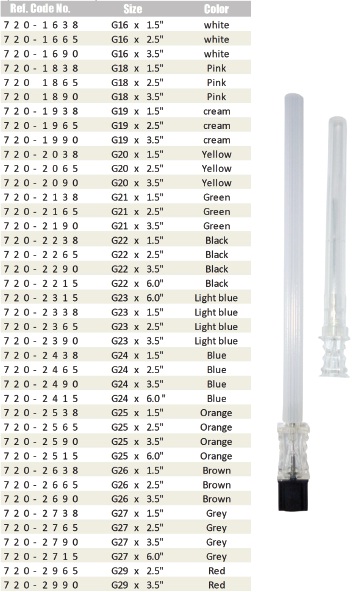 Ref. Code No. Size Color
720-1638 G16 x 1.5" white
720-1665 G16 x 2.5" white
720-1690 G16 x 3.5" white
720-1838 G18 x 1.5" Pink
720 1865 G18 x 2.5" Pink
720 1890 G18 x 3.5" Pink
720-1938 G19 x 1.5" cream
720-1965 G19 x 2.5" cream
720-1990 G19 x 3.5" cream
720-2038 G20 x 1.5" Yellow
720-2065 G20 x 2.5" Yellow
720-2090 G20 x 3.5" Yellow
720-2138 G21 x 1.5" Green
720-2165 G21 x 2.5" Green
720-2190 G21 x 3.5" Green
720-2238 G22 x 1.5" Black
720-2265 G22 x 2.5" Black
720-2290 G22 x 3.5" Black
720-2215 G22 x 6.0" Black
720-2315 G23 x 6.0" Light blue
720-2338 G23 x 1.5" Light blue
720-2365 G23 x 2.5" Light blue
720-2390 G23 x 3.5" Light blue
720-2438 G24 x 1.5" Blue
720-2465 G24 x 2.5" Blue
720-2490 G24 x 3.5" Blue
720-2415 G24 x 6.0" Blue
720-2538 G25 x 1.5" Orange
720-2565 G25 x 2.5" Orange
720-2590 G25 x 3.5" Orange
720-2515 G25 x 6.0" Orange
720-2638 G26 x 1.5" Brown
720-2665 G26 x 2.5" Brown
720-2690 G26 x 3.5" Brown
720-2738 G27 x 1.5" Grey
720-2765 G27 x 2.5" Grey
720-2790 G27 x 3.5" Grey
720-2715 G27 x 6.0" Grey
720-2965 G29 x 2.5" Red
720-2990 G29 x 3.5" Red